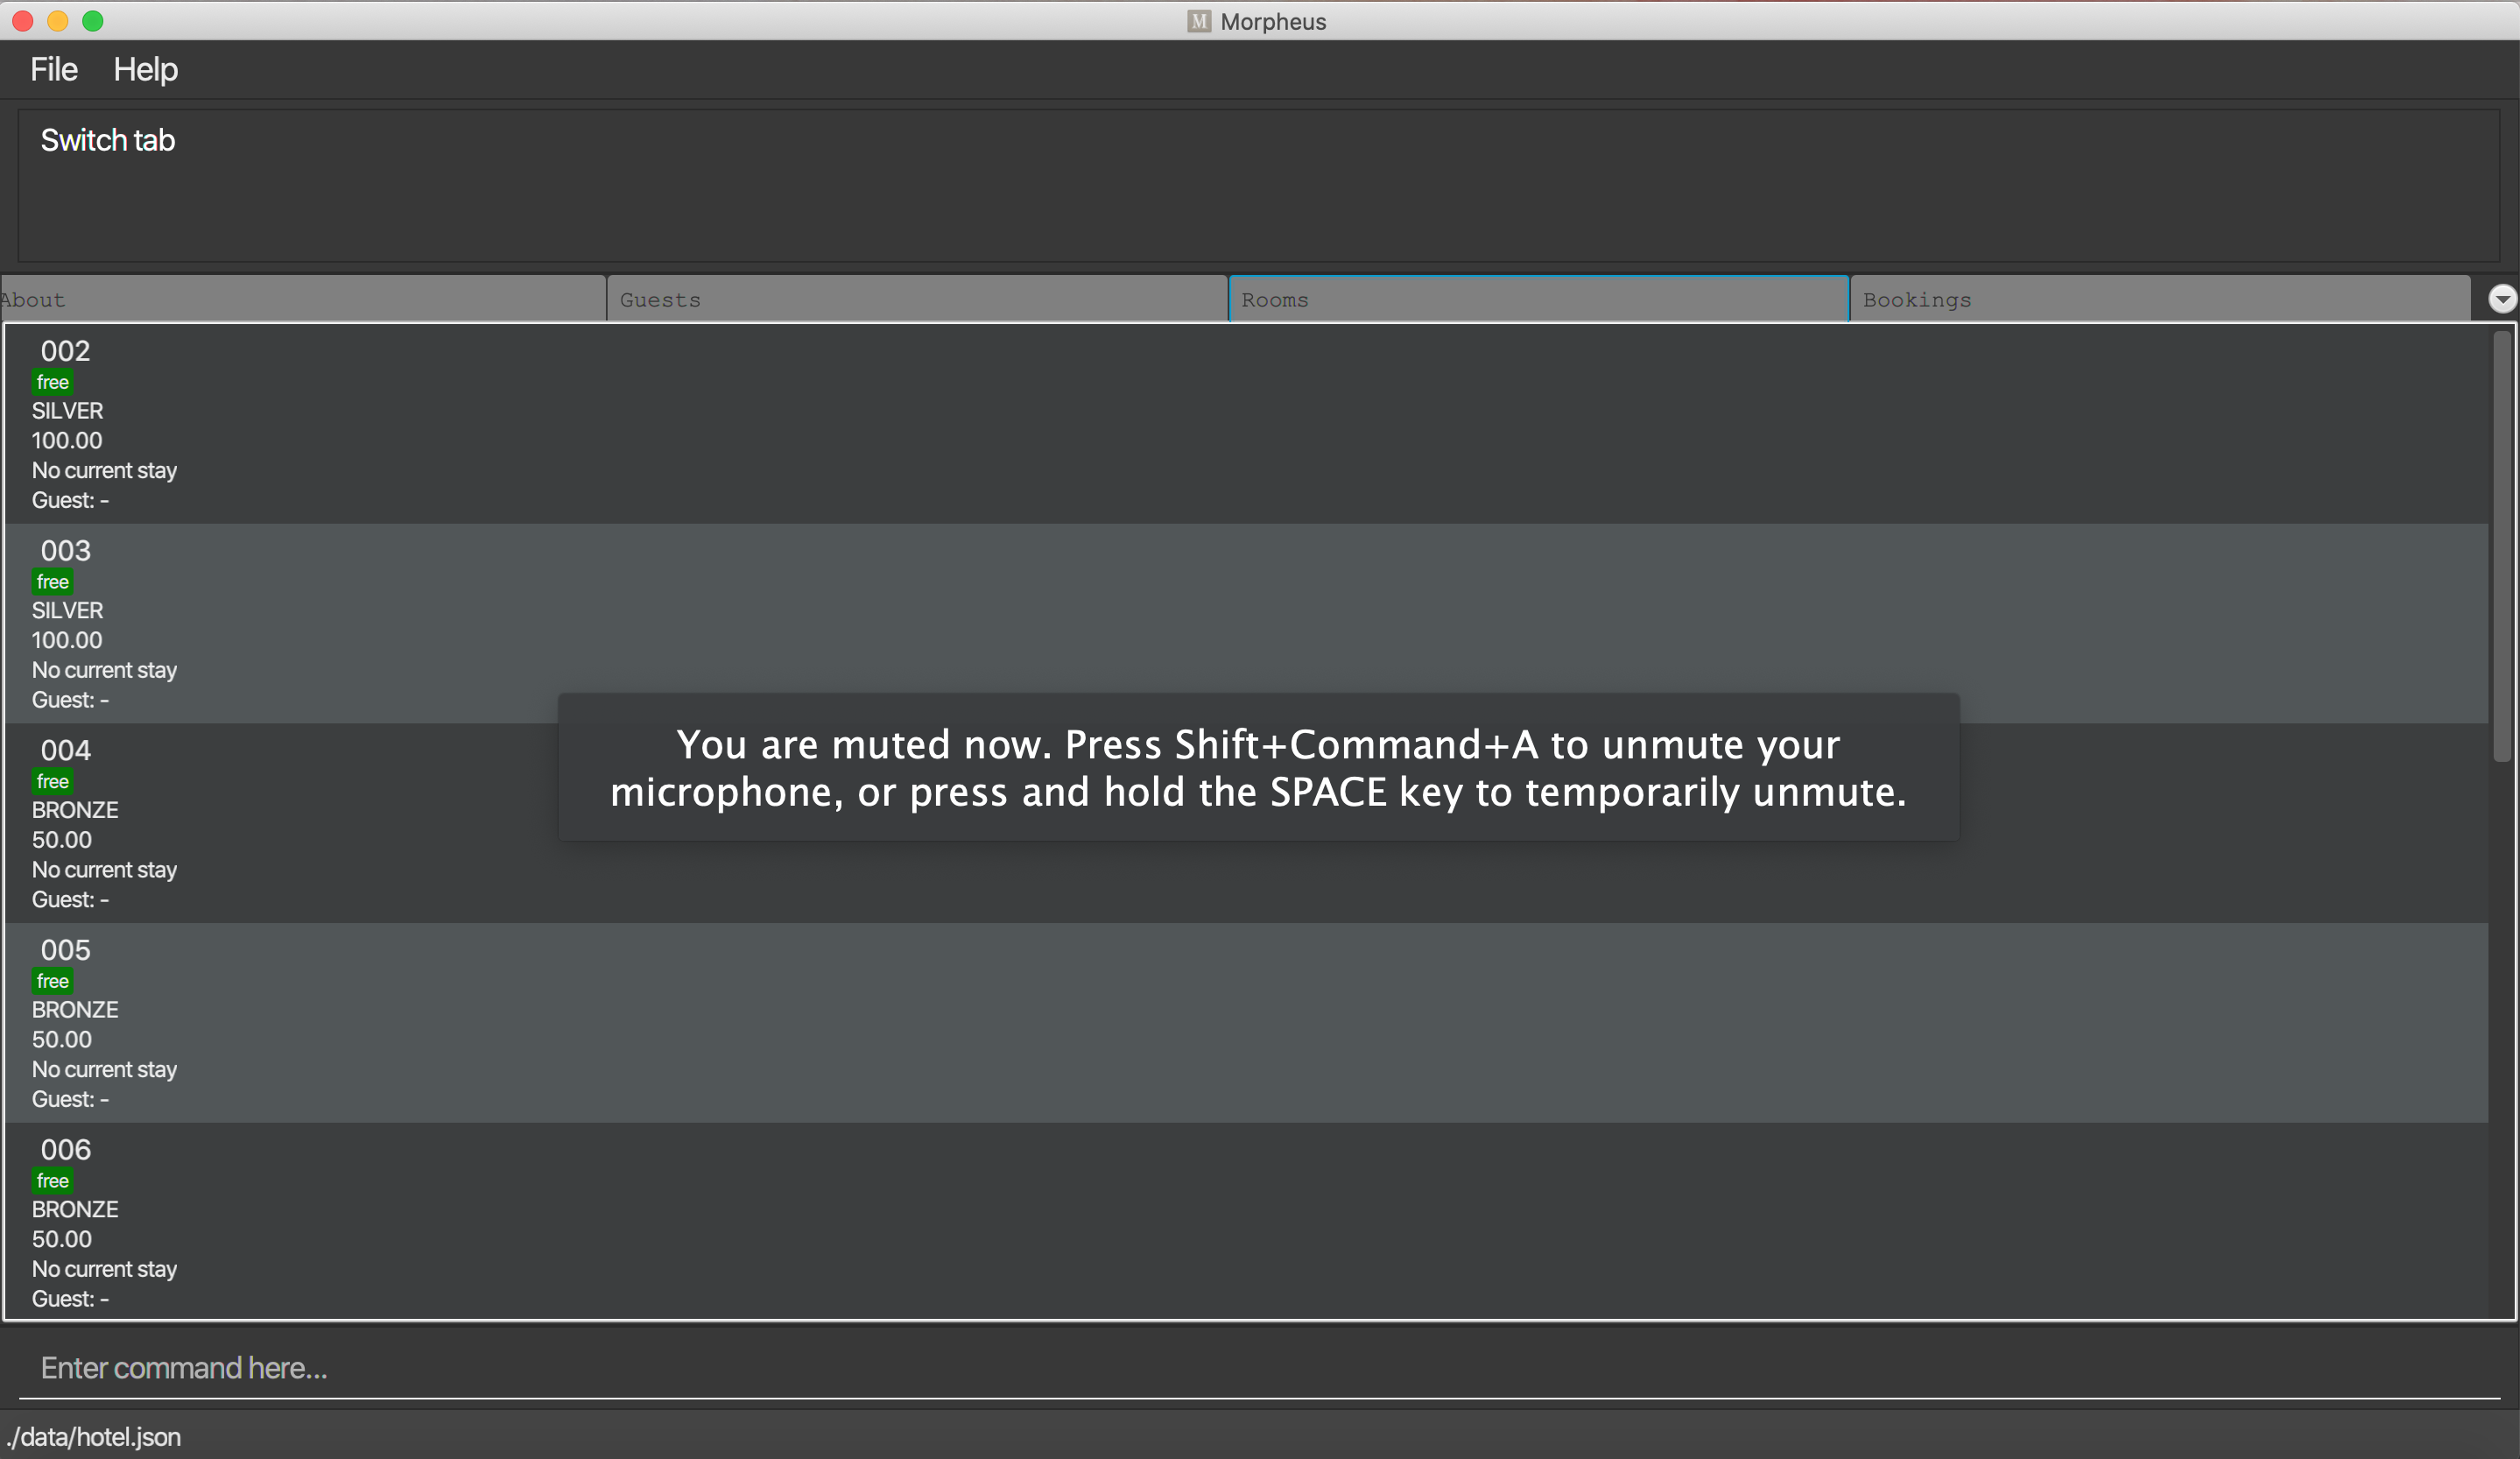 M Morpheus
File Help
Switch tab
About Guests Rooms Bookings
002
free
SILVER
100.00
No current stay
Guest: -
003
free
SILVER
100.00
No current stay
Guest: -
004
free
BRONZE
50.00
No current stay
Guest: -
You are muted now. Press Shift+Command+A to unmute your
microphone, or press and hold the SPACE key to temporarily unmute.
005
free
BRONZE
50.00
No current stay
Guest: -
006
free
BRONZE
50.00
No current stay
Guest: -
Enter command here...
./data/hotel.json